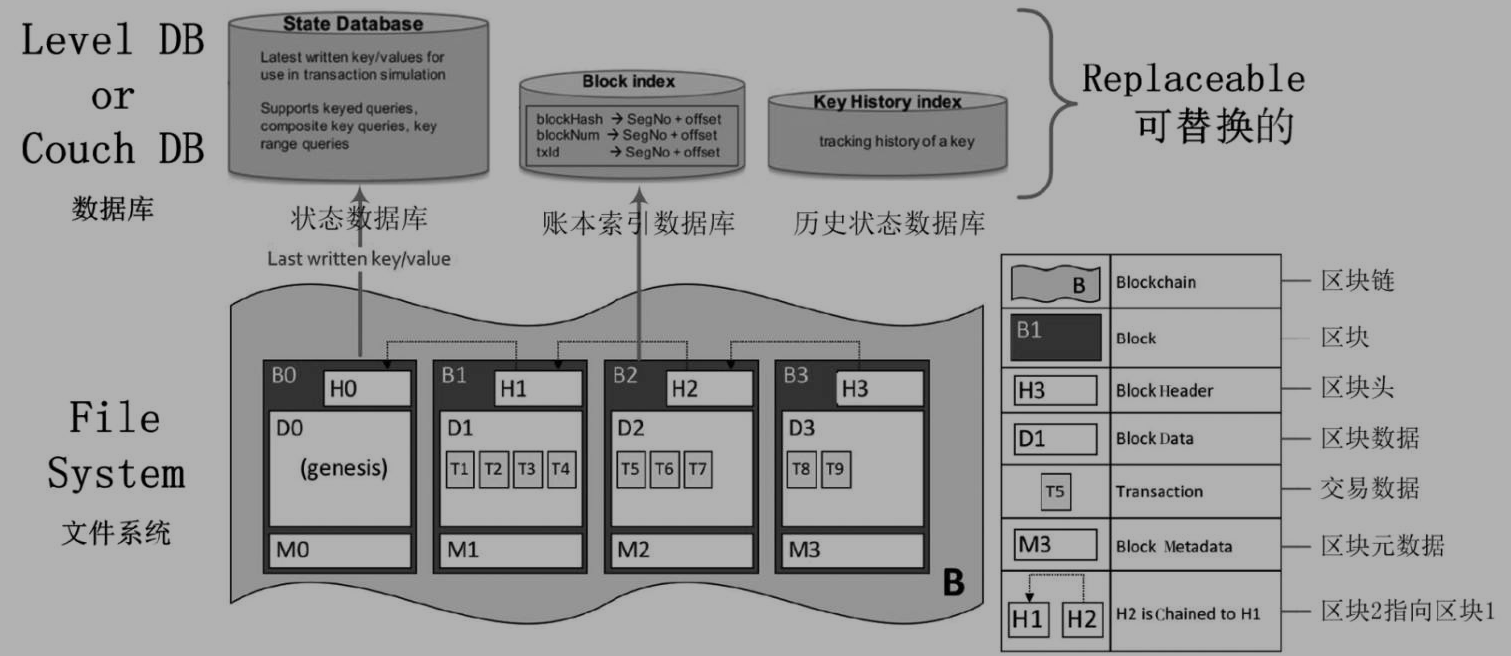 Level DB
or
Couch DB
数据库
State Database
Latest written key/values for
use in transaction simulation
Supports keyed queries,
composite key queries, key
range queries
状态数据库
Last written key/value
Block index
blockHash → SegNo + offset
blockNum → SegNo + offset
txId → SegNo + offset
账本索引数据库
Key History index
tracking history of a key
历史状态数据库
Replaceable
可替换的
File
System
文件系统
B0 H0
D0
(genesis)
M0
B1 H1
D1
T1 T2 T3 T4
M1
B2 H2
D2
T5 T6 T7
M2
B3 H3
D3
T8 T9
M3
B
B Blockchain 区块链
B1 Block 区块
H3 Block Header 区块头
D1 Block Data 区块数据
T5 Transaction 交易数据
M3 Block Metadata 区块元数据
H1 H2 H2 is Chained to H1 区块2指向区块1